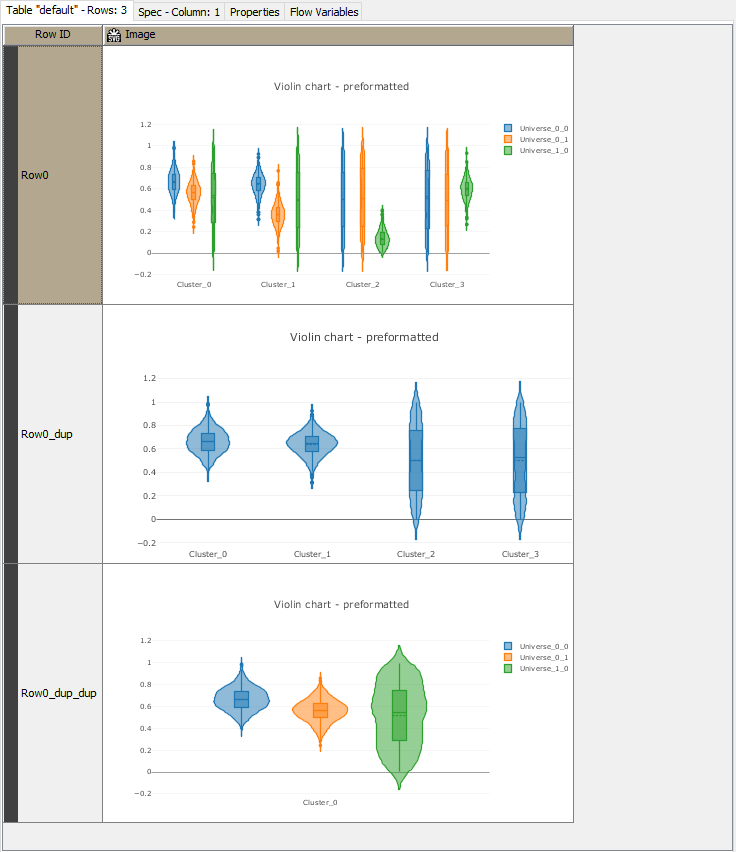 Table "default" - Rows: 3 Spec - Column: 1 Properties Flow Variables
Row ID SVG Image
Row0
Violin chart - preformatted
1.2
1
0.8
0.6
0.4
0.2
0
−0.2
Cluster_0 Cluster_1 Cluster_2 Cluster_3
Universe_0_0
Universe_0_1
Universe_1_0
Row0_dup
Violin chart - preformatted
1.2
1
0.8
0.6
0.4
0.2
0
−0.2
Cluster_0 Cluster_1 Cluster_2 Cluster_3
Row0_dup_dup
Violin chart - preformatted
1.2
1
0.8
0.6
0.4
0.2
0
−0.2
Cluster_0
Universe_0_0
Universe_0_1
Universe_1_0